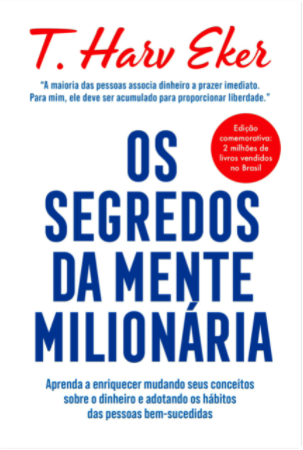 T. Harv Eker
“A maioria das pessoas associa dinheiro a prazer imediato.
Para mim, ele deve ser acumulado para proporcionar liberdade.”
Edição
comemorativa:
2 milhões de
livros vendidos
no Brasil
OS
SEGREDOS
DA MENTE
MILIONÁRIA
Aprenda a enriquecer mudando seus conceitos
sobre o dinheiro e adotando os hábitos
das pessoas bem-sucedidas